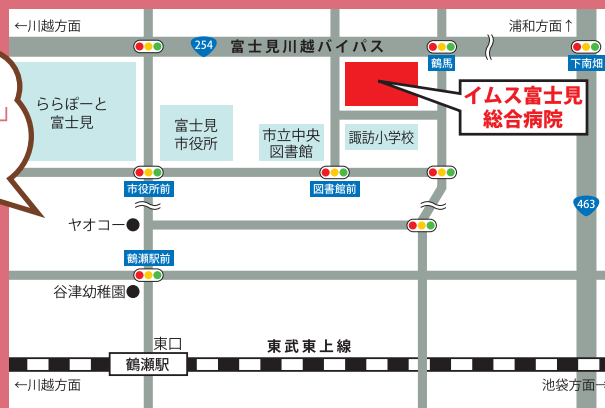 ←川越方面
浦和方面↑
254
富士見川越バイパス
鶴馬
下南畑
ららぽーと
富士見
富士見
市役所
市立中央
図書館
諏訪小学校
イムス富士見
総合病院
」
市役所前
図書館前
463
ヤオコー
鶴瀬駅前
谷津幼稚園
東口
東武東上線
鶴瀬駅
←川越方面
池袋方面→